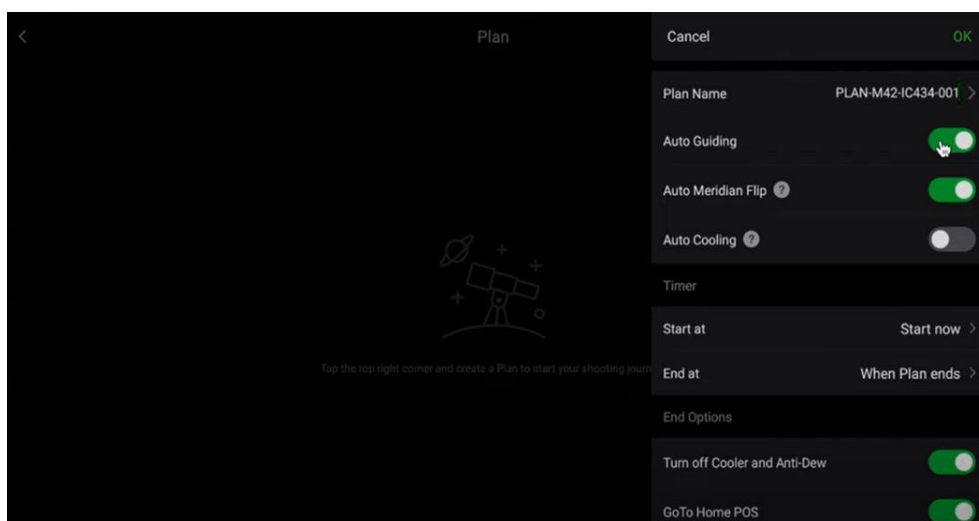 Plan
Cancel OK
Plan Name PLAN-M42-IC434-001
Auto Guiding
Auto Meridian Flip ?
Auto Cooling ?
Timer
Start at Start now
End at When Plan ends
Tap the top right corner and create a Plan to start your shooting journ
End Options
Turn off Cooler and Anti-Dew
GoTo Home POS